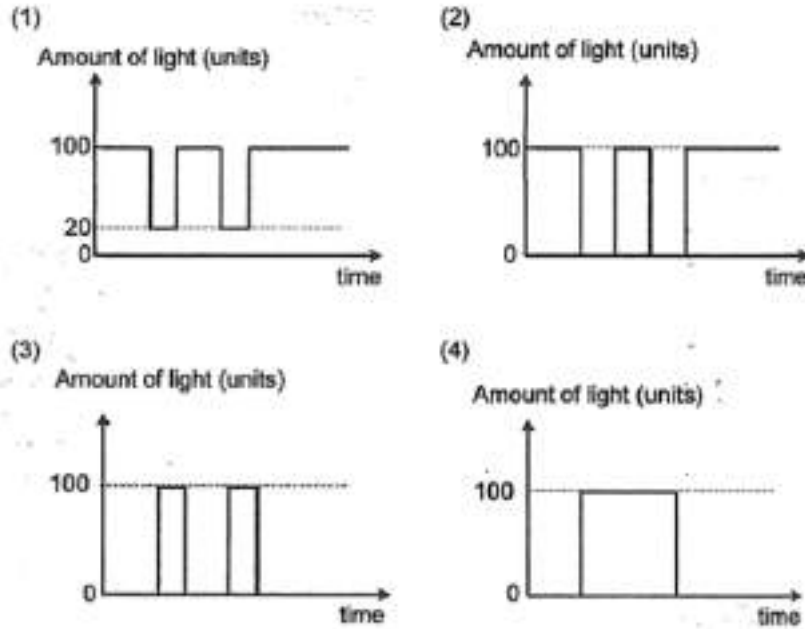 (1)
Amount of light (units)
100
20
0
time
(2)
Amount of light (units)
100
0
time
(3)
Amount of light (units)
100
0
time
(4)
Amount of light (units)
100
0
time